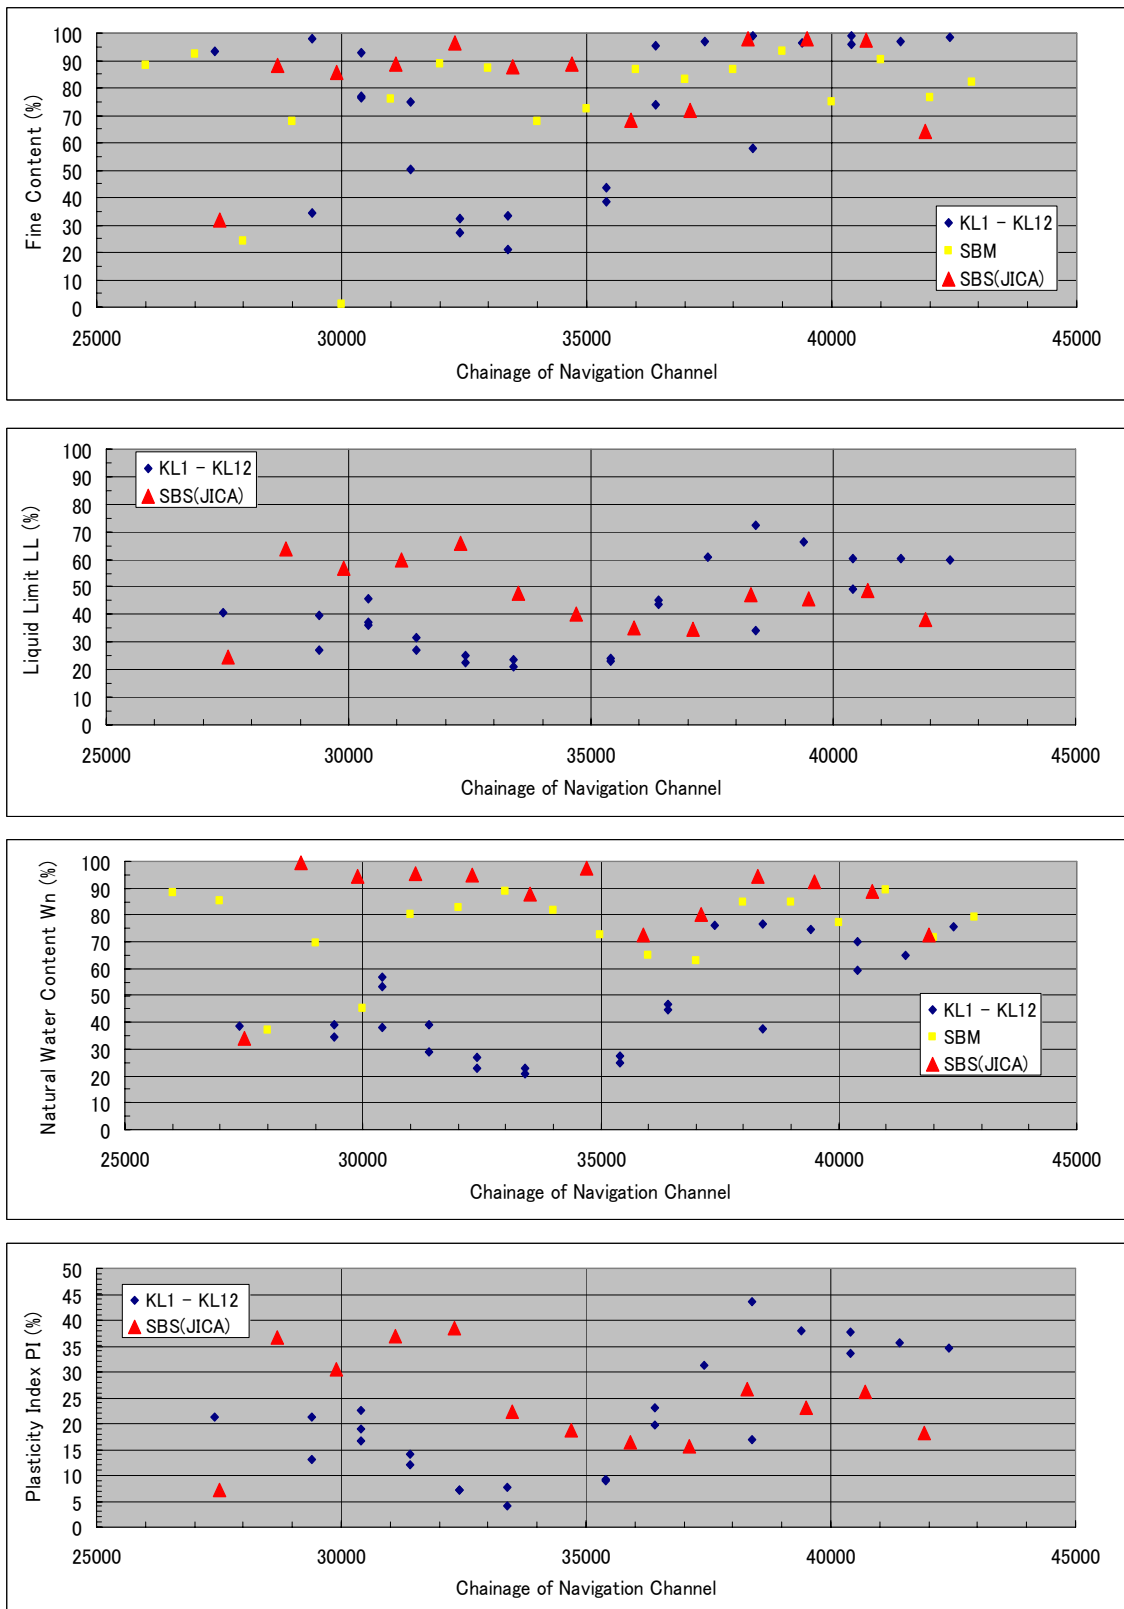 Fine Content (%)
100
90
80
70
60
50
40
30
20
10
0
KL1 - KL12
SBM
SBS(JICA)
25000 30000 35000 40000 45000
Chainage of Navigation Channel
Liquid Limit LL (%)
100
90
80
70
60
50
40
30
20
10
0
KL1 - KL12
SBS(JICA)
25000 30000 35000 40000 45000
Chainage of Navigation Channel
Natural Water Content Wn (%)
100
90
80
70
60
50
40
30
20
10
0
KL1 - KL12
SBM
SBS(JICA)
25000 30000 35000 40000 45000
Chainage of Navigation Channel
Plasticity Index PI (%)
50
45
40
35
30
25
20
15
10
5
0
KL1 - KL12
SBS(JICA)
25000 30000 35000 40000 45000
Chainage of Navigation Channel